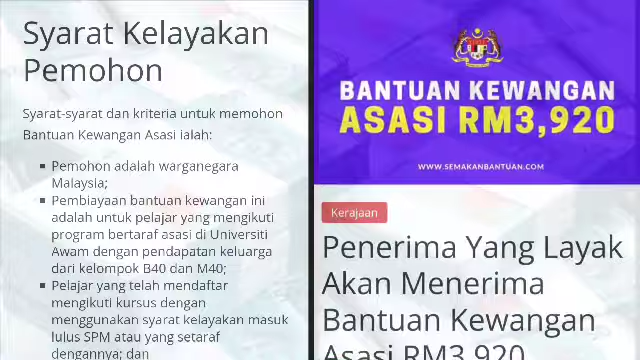 Syarat Kelayakan
Pemohon
Syarat-syarat dan kriteria untuk memohon
Bantuan Kewangan Asasi ialah:
Pemohon adalah warganegara
Malaysia;
Pembiayaan bantuan kewangan ini
adalah untuk pelajar yang mengikuti
program bertaraf asasi di Universiti
Awam dengan pendapatan keluarga
dari kelompok B40 dan M40;
Pelajar yang telah mendaftar
mengikuti kursus dengan
menggunakan syarat kelayakan masuk
lulus SPM atau yang setaraf
dengannya; dan
BANTUAN KEWANGAN
ASASI RM3,920
WWW.SEMAKANBANTUAN.COM
Kerajaan
Penerima Yang Layak
Akan Menerima
Bantuan Kewangan
Asasi RM3,920